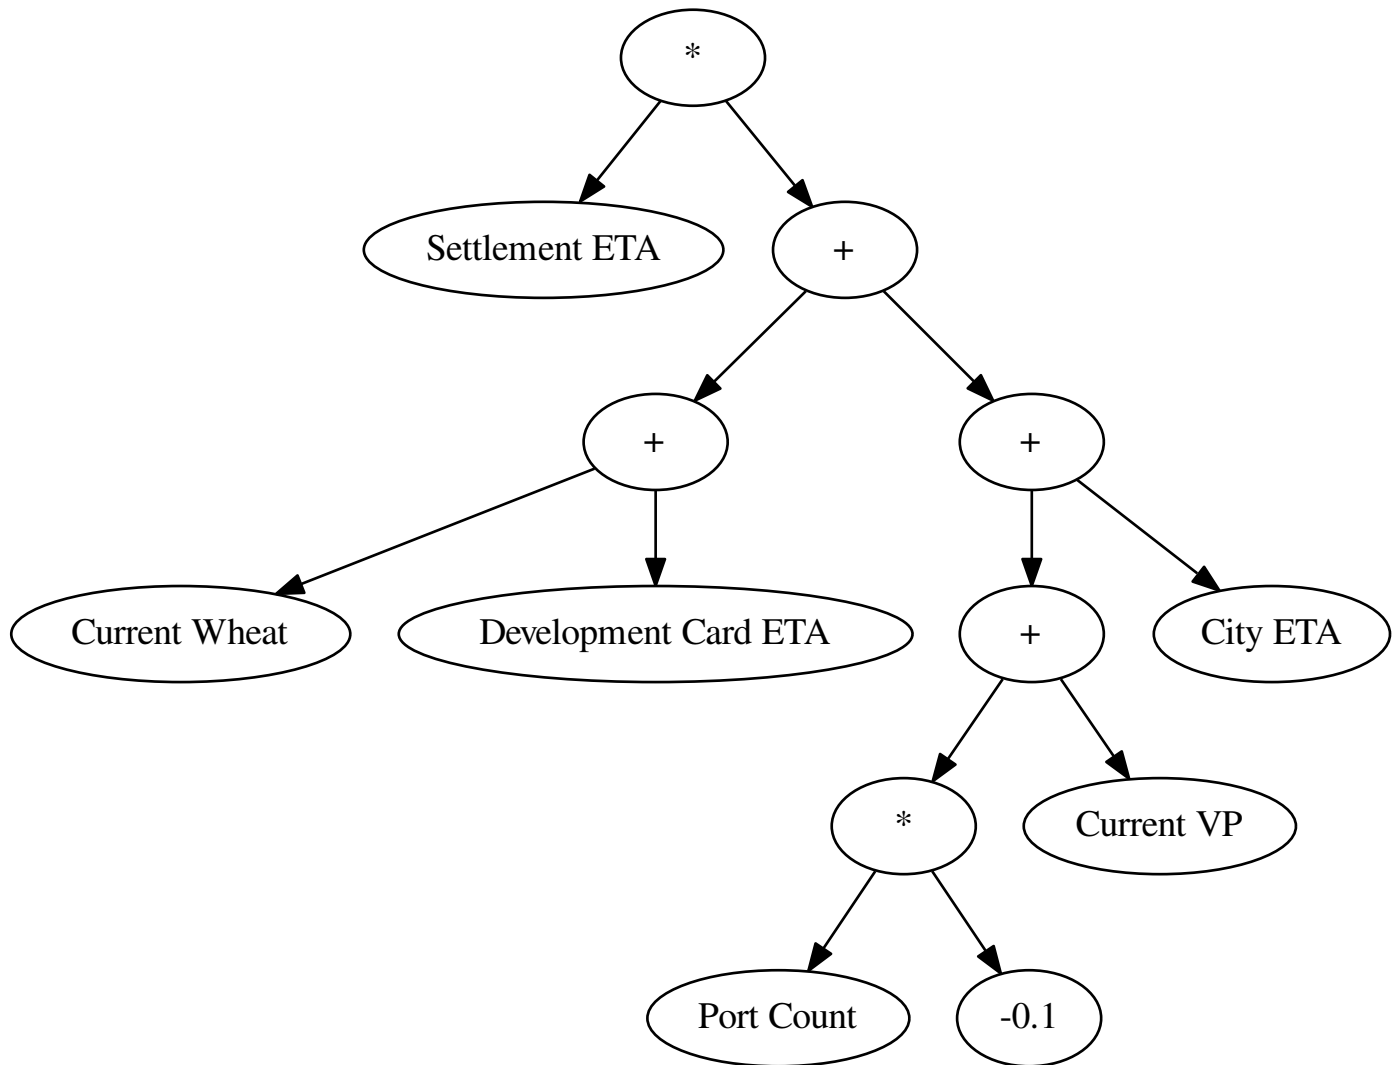 *
Settlement ETA
+
+
+
Current Wheat
Development Card ETA
+
City ETA
*
Current VP
Port Count
-0.1